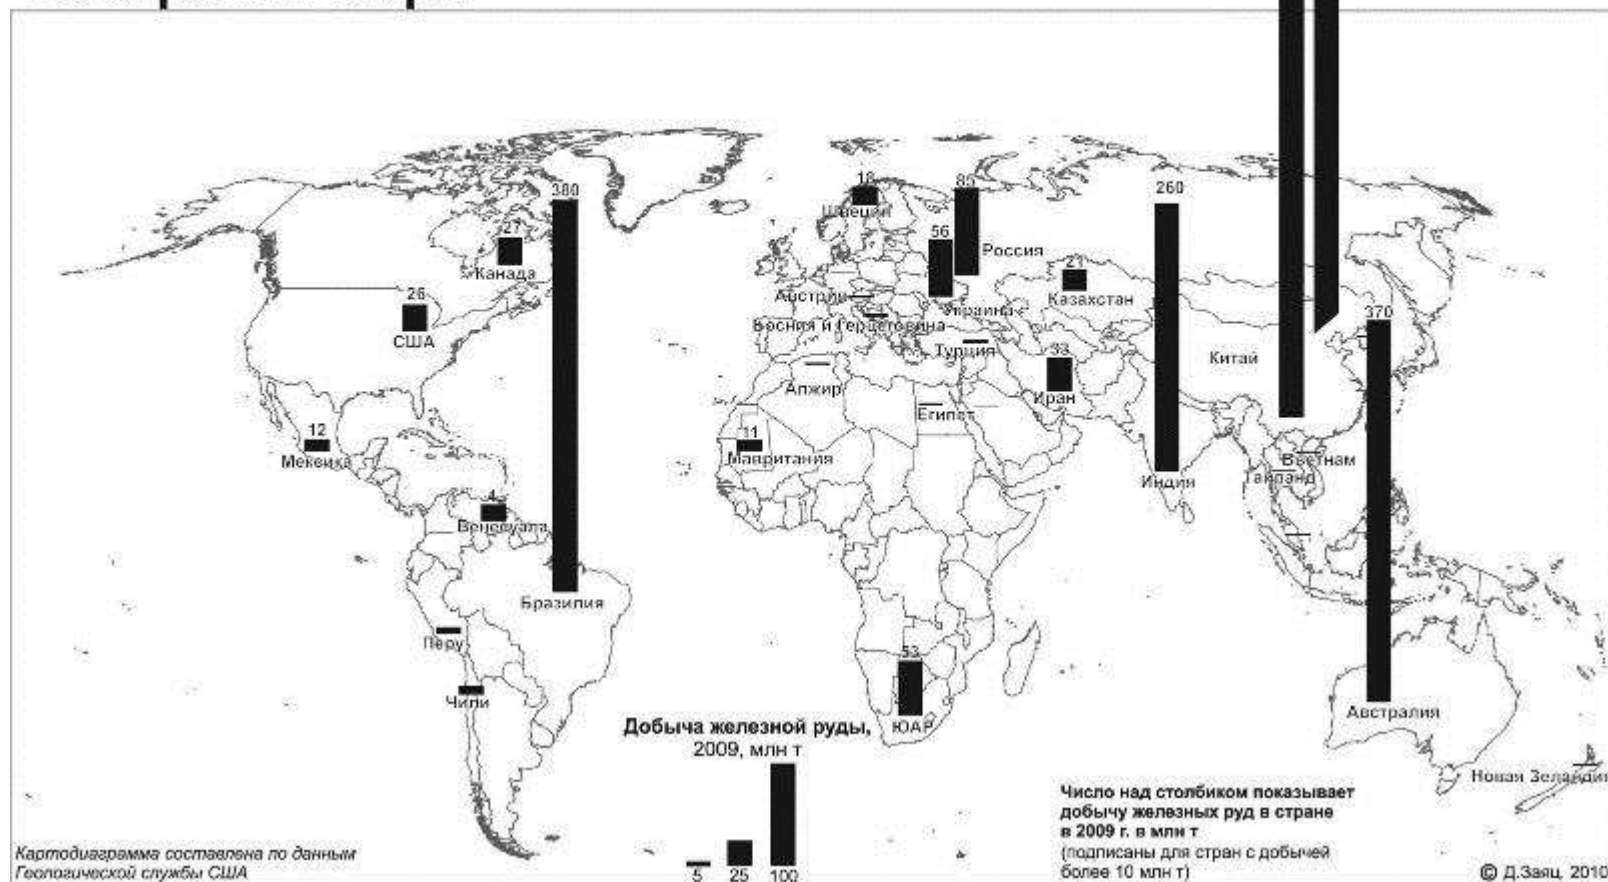 380
18
85
260
Швеция
27
56
Россия
Канада
21
26
Австрия
Казахстан
Украина
370
Босния и Герцеговина
США
Турция
33
Китай
Алжир
Иран
Египет
12
11
Мексика
Мавритания
Вьетнам
Таиланд
Индия
Венесуэла
Бразилия
Перу
53
Чили
ЮАР
Австралия
Добыча железной руды,
2009, млн т
5 25 100
Новая Зеландия
Число над столбиком показывает
добычу железных руд в стране
в 2009 г. в млн т
(подписаны для стран с добычей
более 10 млн т)
Картодиаграмма составлена по данным
Геологической службы США
© Д.Заяц, 2010